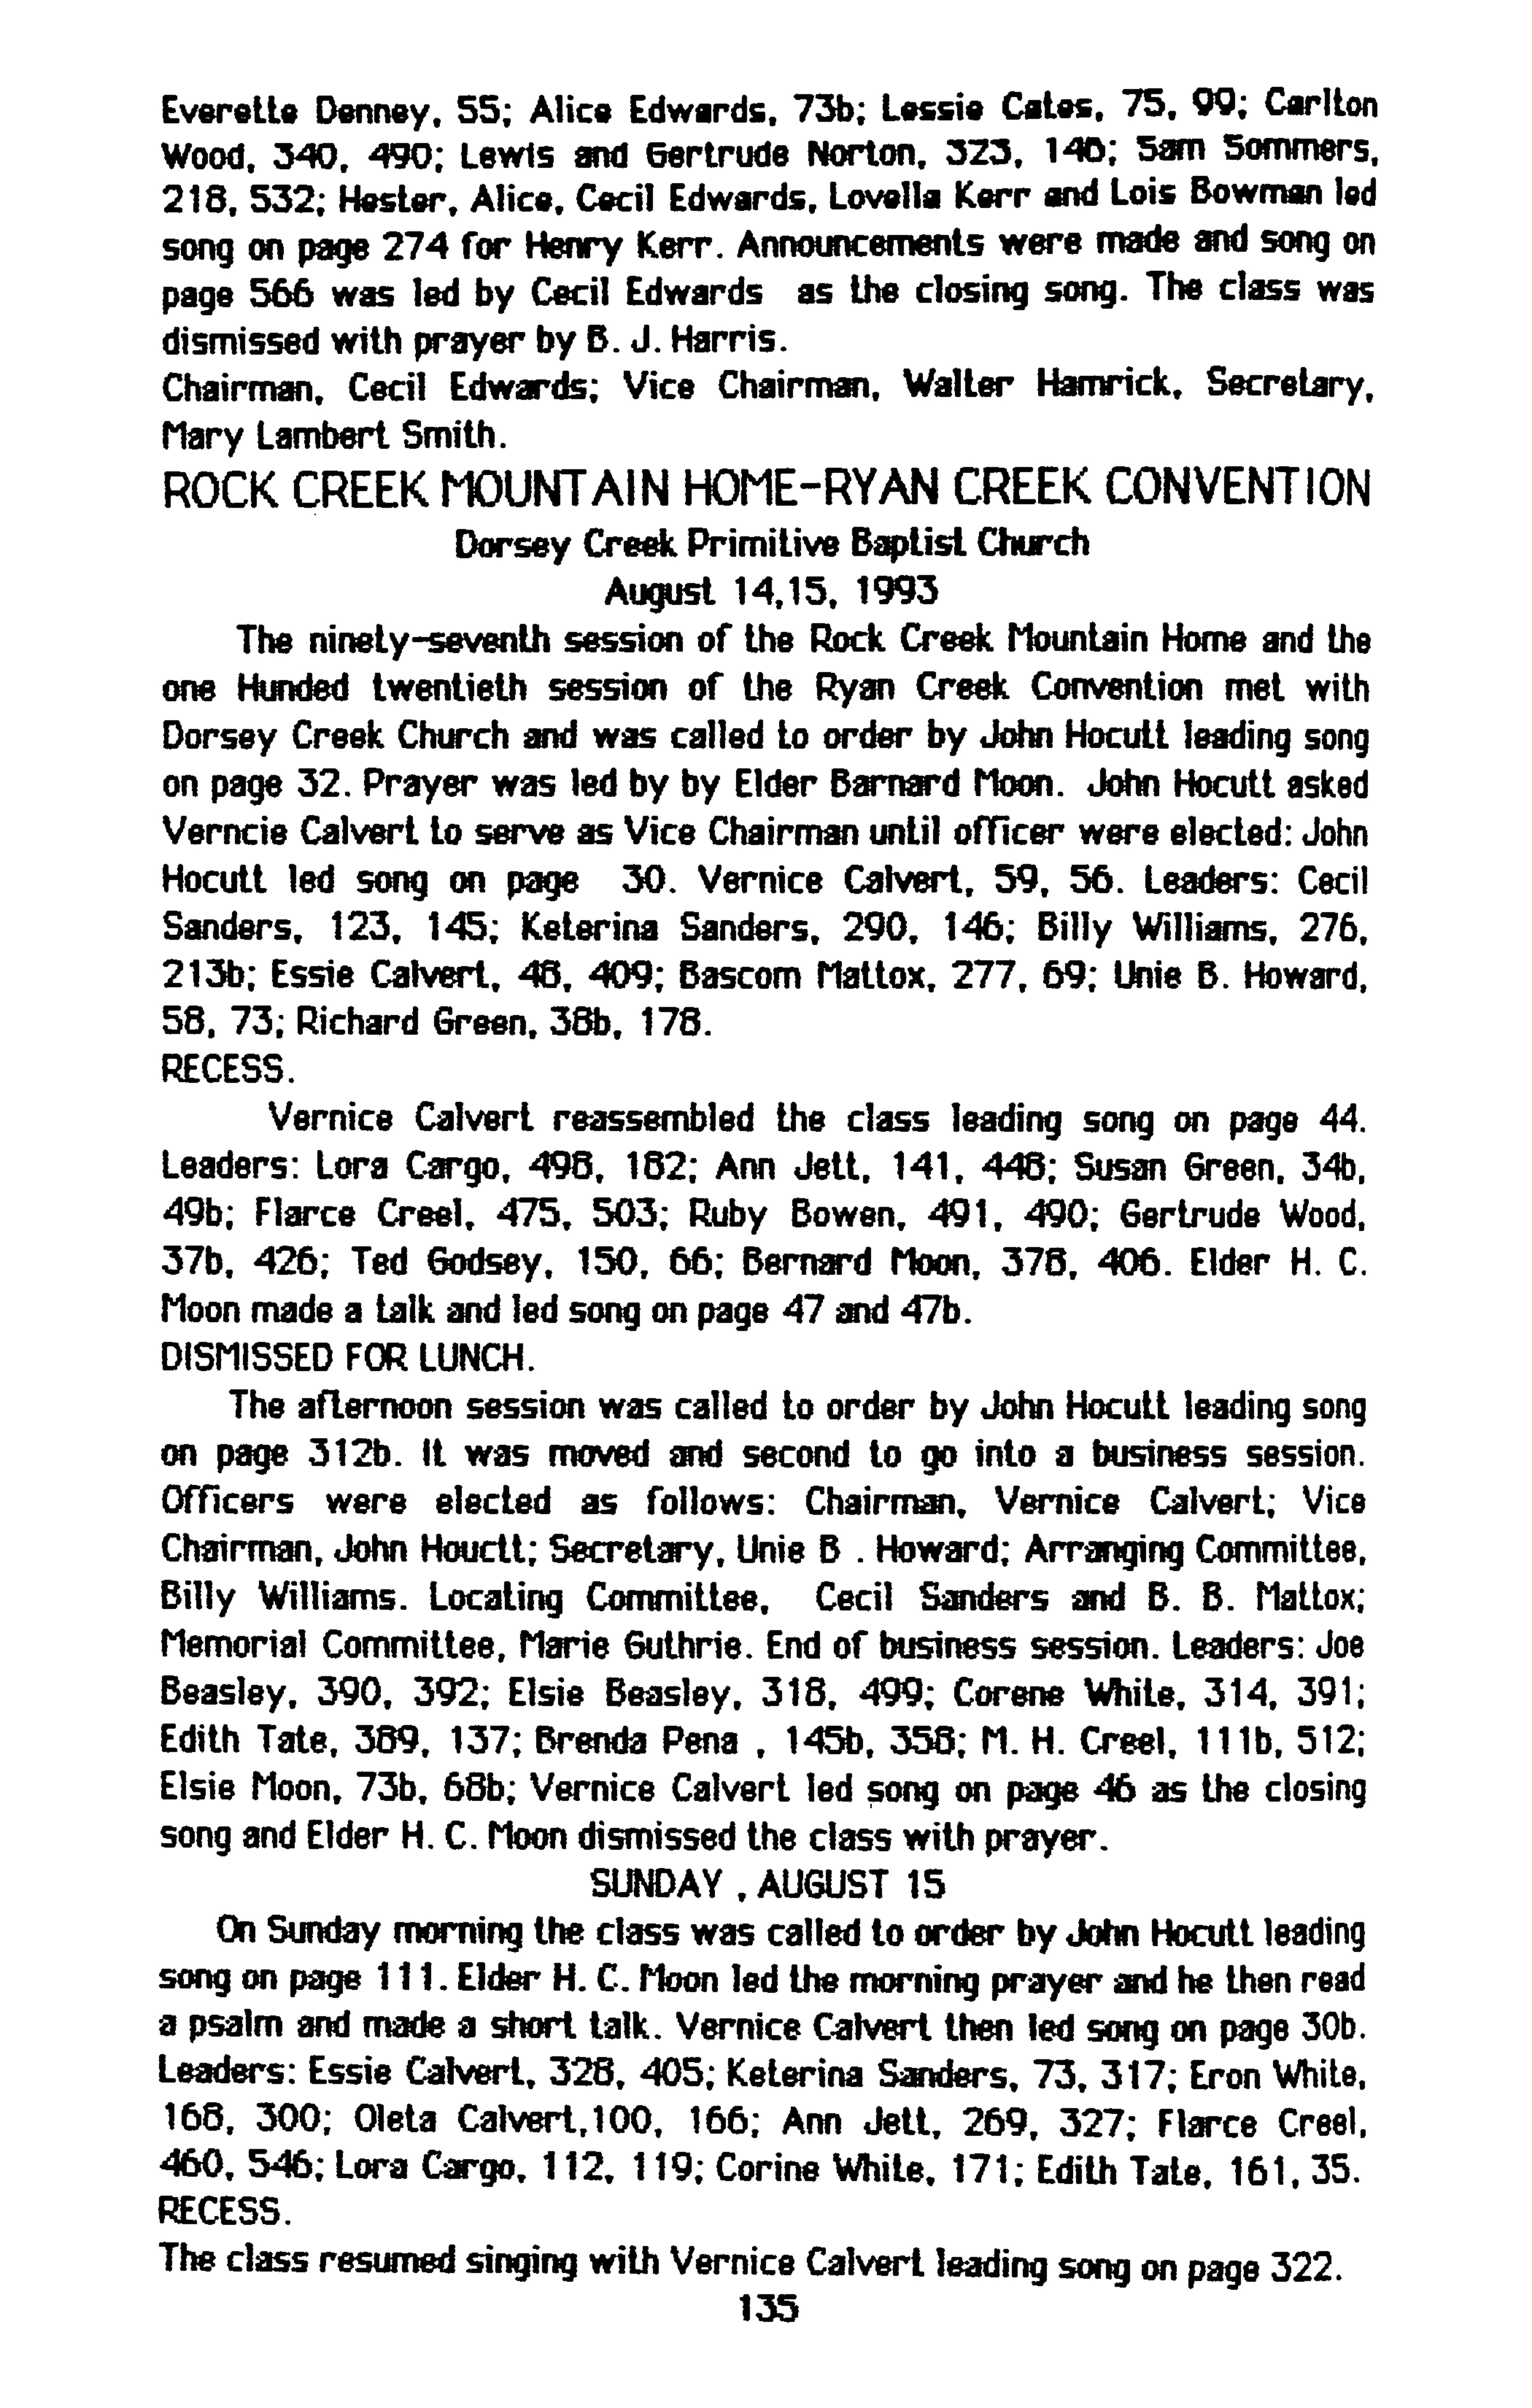 Everette Denney, 55; Alice Edwards, 73b; Lessie Cates, 75, 99; Carlton
Wood, 340, 490; Lewis and Gertrude Norton, 323, 146; Sam Sommers,
218, 532; Hester, Alice, Cecil Edwards, Lovella Kerr and Lois Bowman led
song on page 274 for Henry Kerr. Announcements were made and song on
page 566 was led by Cecil Edwards as the closing song. The class was
dismissed with prayer by B. J. Harris.
Chairman, Cecil Edwards; Vice Chairman, Walter Hamrick, Secretary,
Mary Lambert Smith.
ROCK CREEK MOUNTAIN HOME-RYAN CREEK CONVENTION
Dorsey Creek Primitive Baptist Church
August 14,15, 1993
The ninety-seventh session of the Rock Creek Mountain Home and the
one Hunded twentieth session of the Ryan Creek Convention met with
Dorsey Creek Church and was called to order by John Hocutt leading song
on page 32. Prayer was led by by Elder Barnard Moon. John Hocutt asked
Verncie Calvert to serve as Vice Chairman until officer were elected: John
Hocutt led song on page 30. Vernice Calvert, 59, 56. Leaders: Cecil
Sanders, 123, 145; Keterina Sanders, 290, 146; Billy Williams, 276,
213b; Essie Calvert, 48, 409; Bascom Mattox, 277, 69; Unie B. Howard,
58, 73; Richard Green, 38b, 178.
RECESS.
Vernice Calvert reassembled the class leading song on page 44.
Leaders: Lora Cargo, 498, 182; Ann Jett, 141, 448; Susan Green, 34b,
49b; Flarce Creel, 475, 503; Ruby Bowen, 491, 490; Gertrude Wood,
37b, 426; Ted Godsey, 150, 66; Bernard Moon, 378, 406. Elder H. C.
Moon made a talk and led song on page 47 and 47b.
DISMISSED FOR LUNCH.
The afternoon session was called to order by John Hocutt leading song
on page 312b. It was moved and second to go into a business session.
Officers were elected as follows: Chairman, Vernice Calvert; Vice
Chairman, John Houctt; Secretary, Unie B . Howard; Arranging Committee,
Billy Williams. Locating Committee, Cecil Sanders and B. B. Mattox;
Memorial Committee, Marie Guthrie. End of business session. Leaders: Joe
Beasley, 390, 392; Elsie Beasley, 318, 499; Corene White, 314, 391;
Edith Tate, 389, 137; Brenda Pena , 145b, 358; M. H. Creel, 111b, 512;
Elsie Moon, 73b, 68b; Vernice Calvert led song on page 46 as the closing
song and Elder H. C. Moon dismissed the class with prayer.
SUNDAY , AUGUST 15
On Sunday morning the class was called to order by John Hocutt leading
song on page 111. Elder H. C. Moon led the morning prayer and he then read
a psalm and made a short talk. Vernice Calvert then led song on page 30b.
Leaders: Essie Calvert, 328, 405; Keterina Sanders, 73, 317; Eron White,
168, 300; Oleta Calvert,100, 166; Ann Jett, 269, 327; Flarce Creel,
460, 546; Lora Cargo, 112, 119; Corine White, 171; Edith Tate, 161, 35.
RECESS.
The class resumed singing with Vernice Calvert leading song on page 322.
135